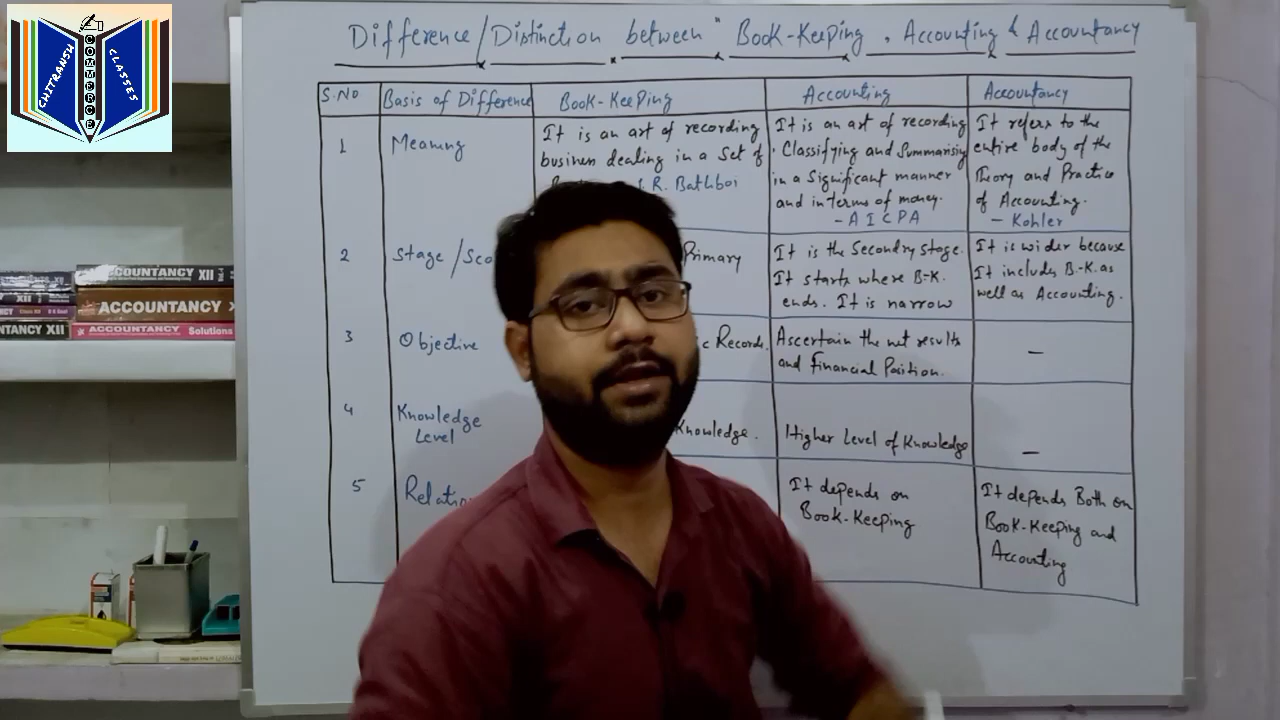 CHITRANSH
COMMERCE
CLASSES
Difference/Distinction between "Book-Keeping, Accounting & Accountancy
S.No
Basis of Difference
Book-Keeping
Accounting
Accountancy
1
Meaning
It is an art of recording
business dealing in a Set of
R. Batliboi
It is an art of recording
, Classifying and Summarising
in a Significant manner
and in terms of money.
- AICPA
It refers to the
entire body of the
Theory and Practice
of Accounting.
- Kohler
2
Stage /
Primary
It is the Secondry Stage.
It starts where B-K.
ends. It is narrow
It is wider because
It includes B.-K. as
well as Accounting.
3
Objective
Records.
Ascertain the net results
and Financial Position.
-
4
Knowledge
Level
Knowledge.
Higher Level of Knowledge
-
5
It depends on
Book-Keeping
It depends Both on
Book-Keeping and
Accounting
ACCOUNTANCY XII
XII
ACCOUNTANCY
XII
ACCOUNTANCY Solutions